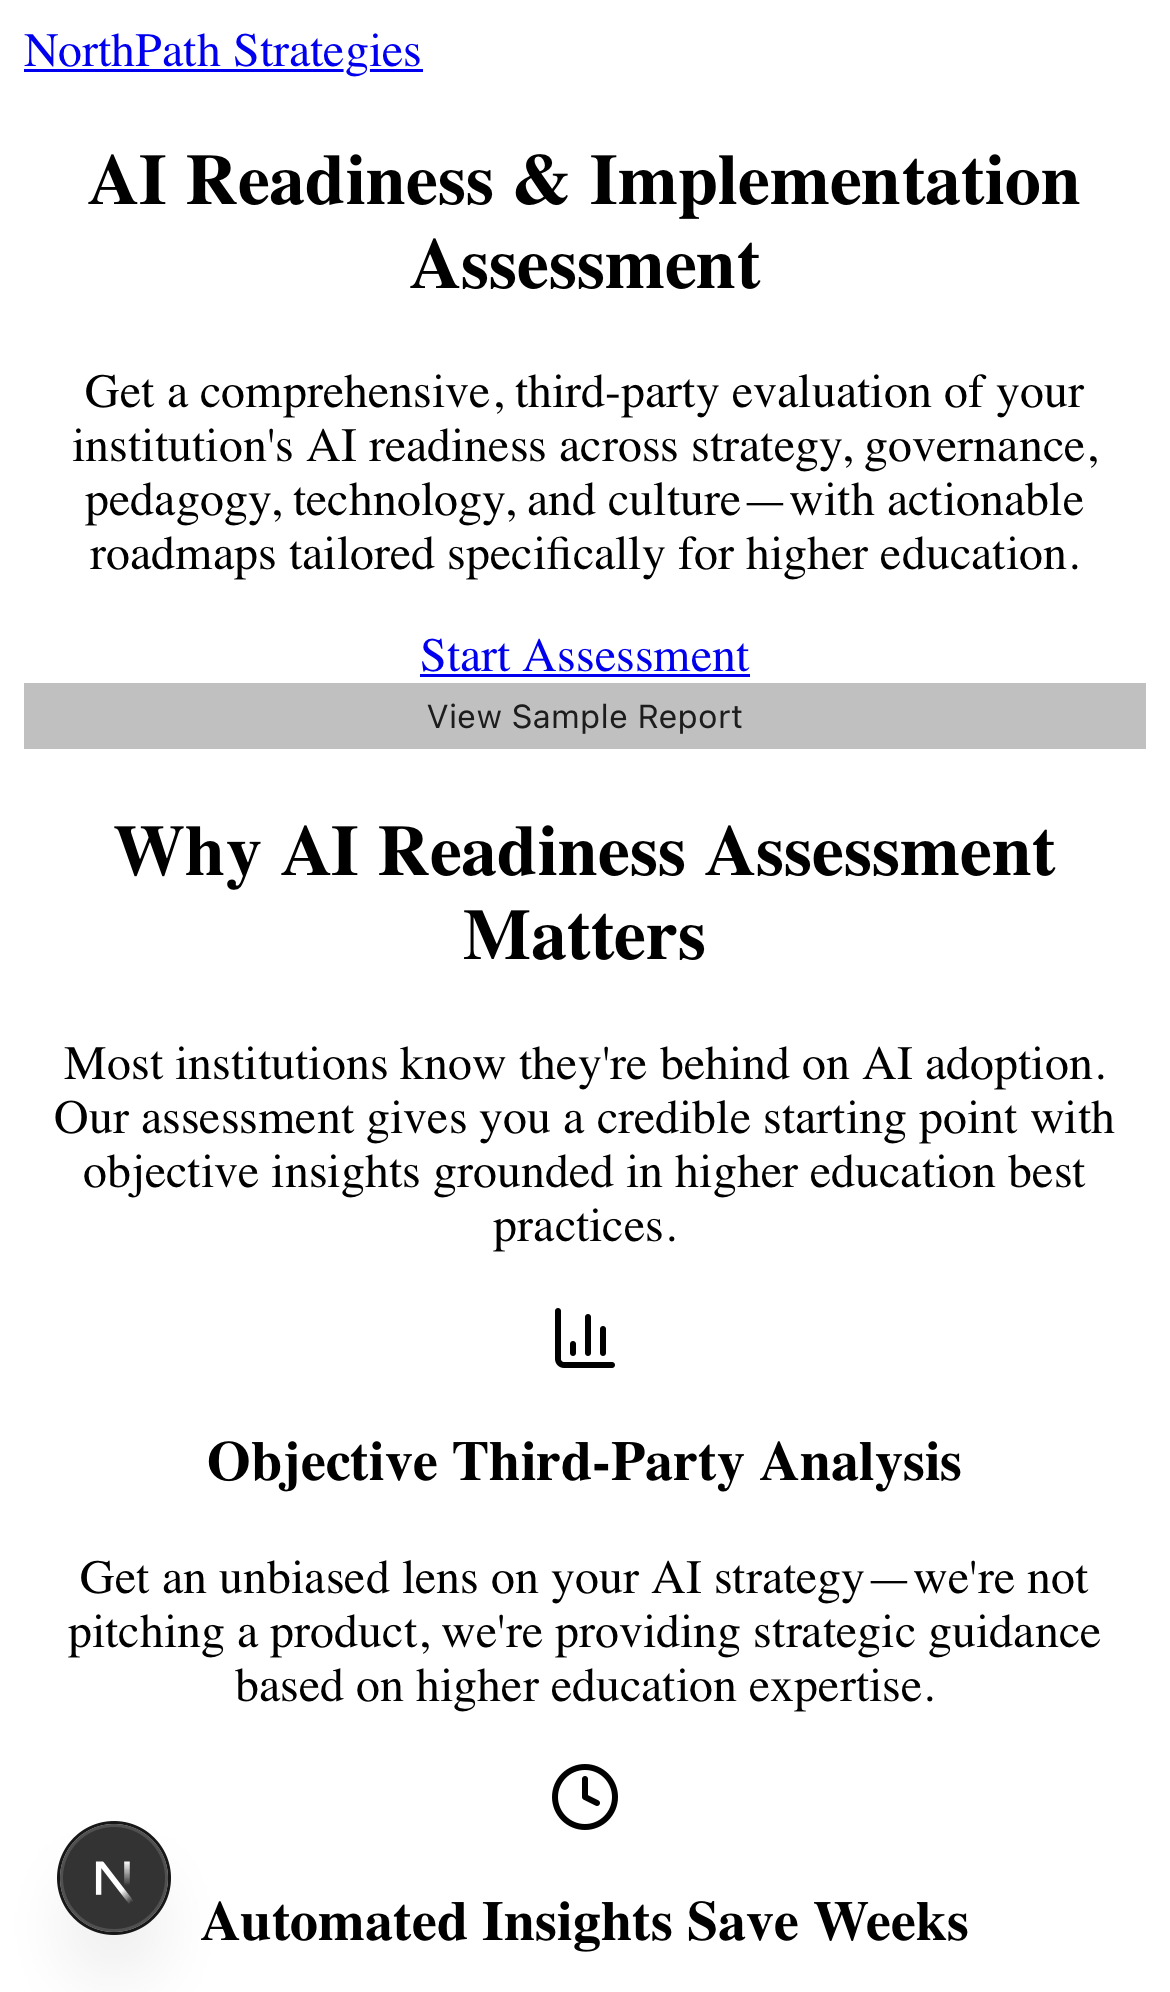 NorthPath Strategies
AI Readiness & Implementation
Assessment
Get a comprehensive, third-party evaluation of your
institution's AI readiness across strategy, governance,
pedagogy, technology, and culture—with actionable
roadmaps tailored specifically for higher education.
Start Assessment
View Sample Report
Why AI Readiness Assessment
Matters
Most institutions know they're behind on AI adoption.
Our assessment gives you a credible starting point with
objective insights grounded in higher education best
practices.
Objective Third-Party Analysis
Get an unbiased lens on your AI strategy—we're not
pitching a product, we're providing strategic guidance
based on higher education expertise.
N
Automated Insights Save Weeks